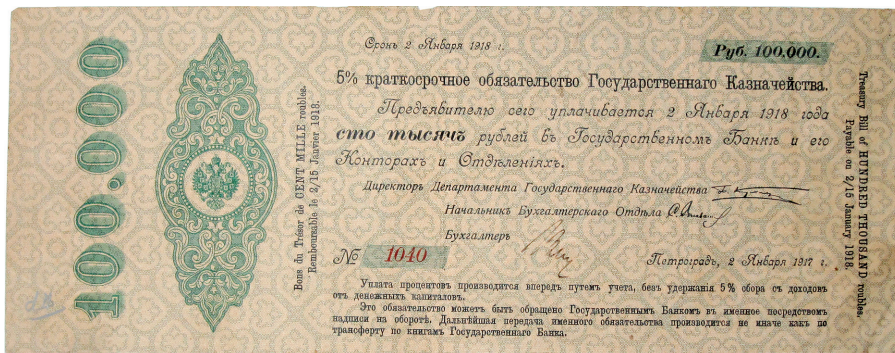 100.000
Bons du Trésor de CENT MILLE roubles.
Remboursable le 2/15 Janvier 1918.
Срокъ 2 Января 1918 г.
Руб. 100.000.
5% краткосрочное обязательство Государственнаго Казначейства.
Предъявителю сего уплачивается 2 Января 1918 года
сто тысячъ рублей въ Государственномъ Банкѣ и его
Конторахъ и Отдѣленіяхъ.
Директоръ Департамента Государственнаго Казначейства
Начальникъ Бухгалтерскаго Отдѣла
Бухгалтеръ
№ 1040
Петроградъ, 2 Января 1917 г.
Уплата процентовъ производится впередъ путемъ учета, безъ удержанія 5% сбора съ доходовъ
отъ денежныхъ капиталовъ.
Это обязательство можетъ быть обращено Государственнымъ Банкомъ въ именное посредствомъ
надписи на оборотѣ. Дальнѣйшая передача именного обязательства производится не иначе какъ по
трансферту по книгамъ Государственнаго Банка.
Treasury Bill of HUNDRED THOUSAND roubles.
Payable on 2/15 January 1918.